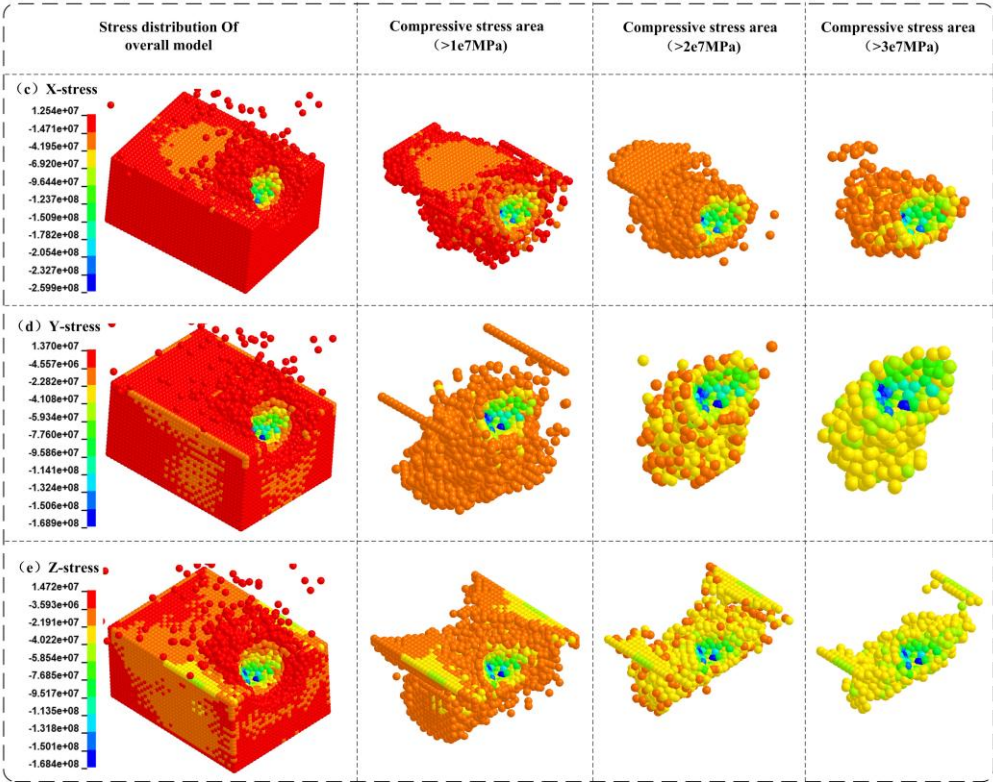 Stress distribution Of
overall model
Compressive stress area
（>1e7MPa）
Compressive stress area
（>2e7MPa）
Compressive stress area
（>3e7MPa）
（c）X-stress
1.254e+07
-1.471e+07
-4.195e+07
-6.920e+07
-9.644e+07
-1.237e+08
-1.509e+08
-1.782e+08
-2.054e+08
-2.327e+08
-2.599e+08
（d）Y-stress
1.370e+07
-4.557e+06
-2.282e+07
-4.108e+07
-5.934e+07
-7.760e+07
-9.586e+07
-1.141e+08
-1.324e+08
-1.506e+08
-1.689e+08
（e）Z-stress
1.472e+07
-3.593e+07
-2.191e+07
-4.022e+07
-5.854e+07
-7.685e+07
-9.517e+07
-1.135e+08
-1.318e+08
-1.501e+08
-1.684e+08